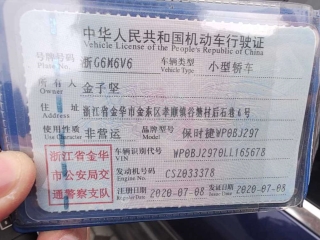 中华人民共和国机动车行驶证
Vehicle License of the People's Republic of China
号牌号码 浙G6M6V6 车辆类型 小型轿车
Plate No. Vehicle Type
所有人 金子坚
Owner
住址 浙江省金华市金东区孝顺镇谷塘村后石巷6号
Address
使用性质 非营运 品牌型号 保时捷WP0BJ297
Use Character Model
浙江省金华市公安局交通警察支队
车辆识别代号 WP0BJ2970LL165678
VIN
发动机号码 CSZ033378
Engine No.
注册日期 2020-07-08 发证日期 2020-07-08
Register Date Issue Date